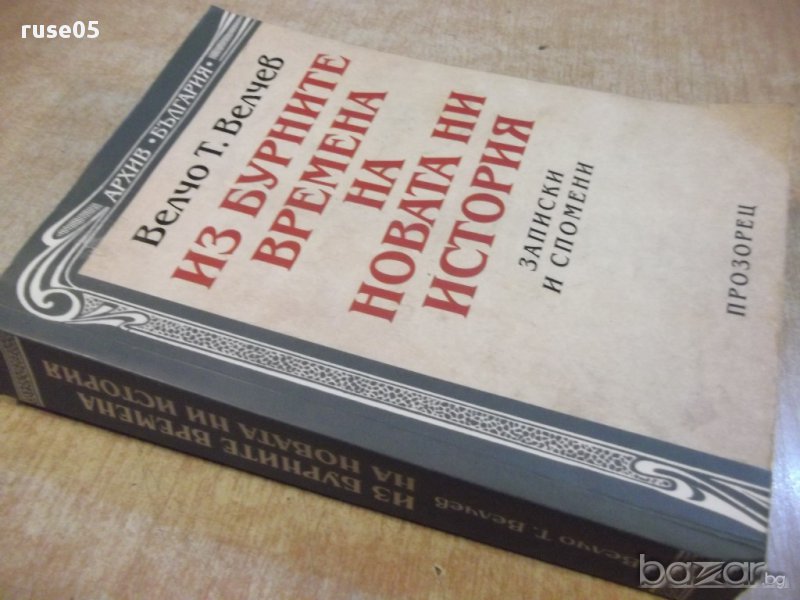 ruse05
АРХИВ • БЪЛГАРИЯ •
ВЕЛЧО Т. ВЕЛЧЕВ
ИЗ БУРНИТЕ
ВРЕМЕНА
НА
НОВАТА НИ
ИСТОРИЯ
ЗАПИСКИ
И СПОМЕНИ
ПРОЗОРЕЦ
ВЕЛЧО Т. ВЕЛЧЕВ
ИЗ БУРНИТЕ ВРЕМЕНА
НА НОВАТА НИ ИСТОРИЯ
bazar.bg